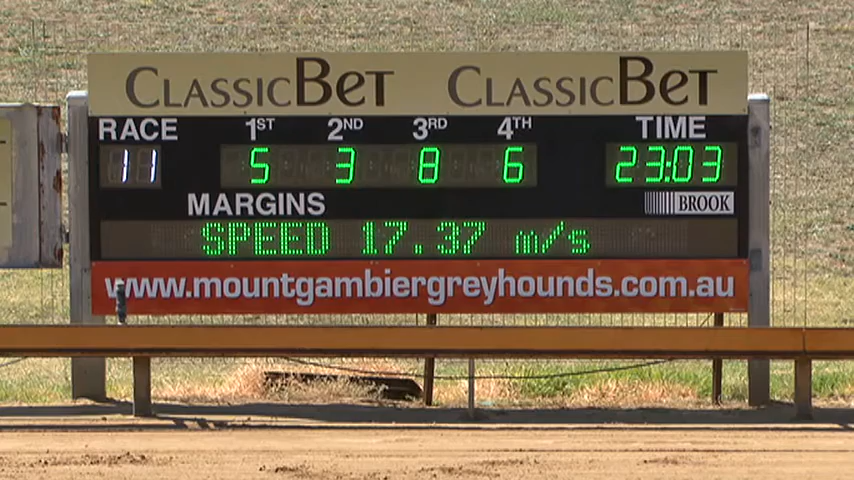 CLASSICBET CLASSICBET
RACE 1ST 2ND 3RD 4TH TIME
11 5 3 8 6 23:03
MARGINS BROOK
SPEED 17.37 m/s
www.mountgambiergreyhounds.com.au